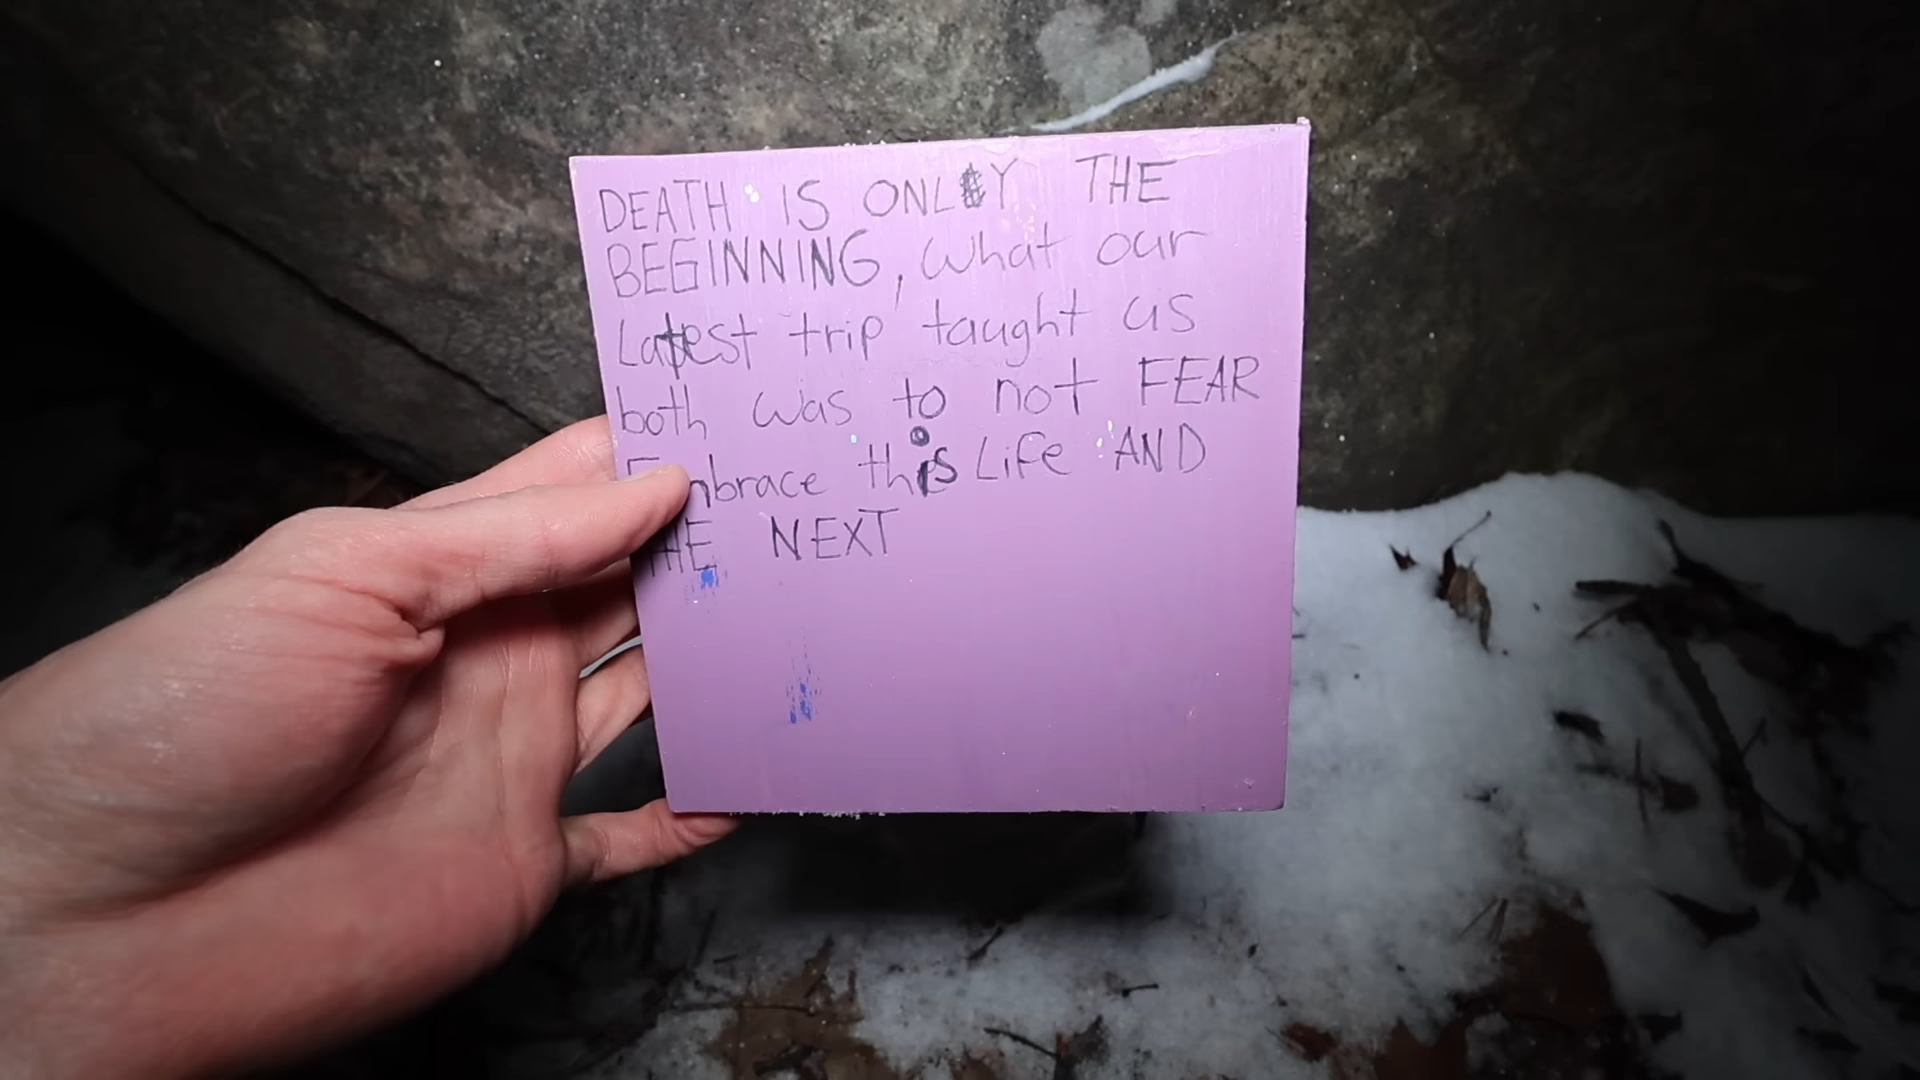 DEATH IS ONLY THE
BEGINNING, what our
Latest trip taught us
both was to not FEAR
Embrace this Life AND
THE NEXT